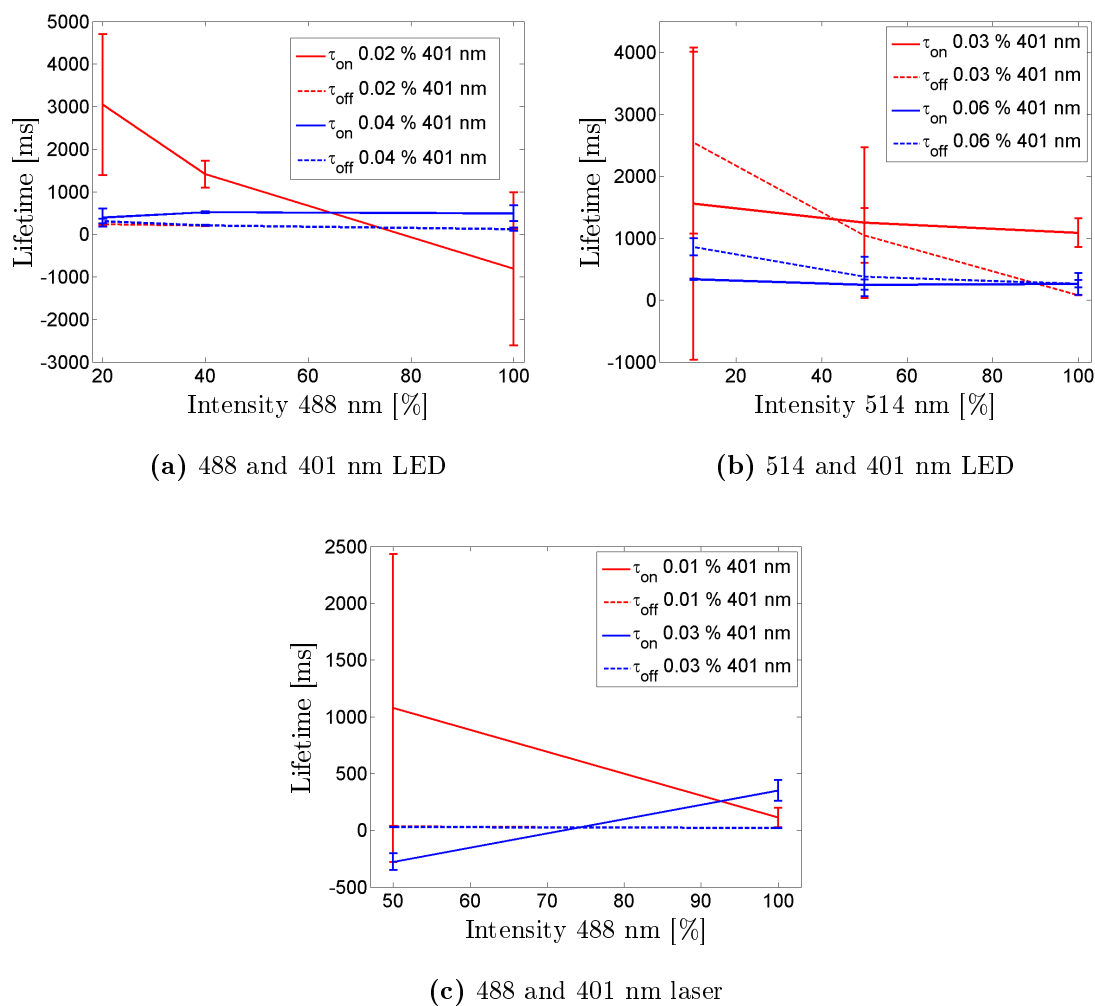 5000
4000
3000
2000
1000
0
-1000
-2000
-3000
Lifetime [ms]
20 40 60 80 100
Intensity 488 nm [%]
τon 0.02 % 401 nm
τoff 0.02 % 401 nm
τon 0.04 % 401 nm
τoff 0.04 % 401 nm
(a) 488 and 401 nm LED
4000
3000
2000
1000
0
-1000
Lifetime [ms]
20 40 60 80 100
Intensity 514 nm [%]
τon 0.03 % 401 nm
τoff 0.03 % 401 nm
τon 0.06 % 401 nm
τoff 0.06 % 401 nm
(b) 514 and 401 nm LED
2500
2000
1500
1000
500
0
-500
Lifetime [ms]
50 60 70 80 90 100
Intensity 488 nm [%]
τon 0.01 % 401 nm
τoff 0.01 % 401 nm
τon 0.03 % 401 nm
τoff 0.03 % 401 nm
(c) 488 and 401 nm laser